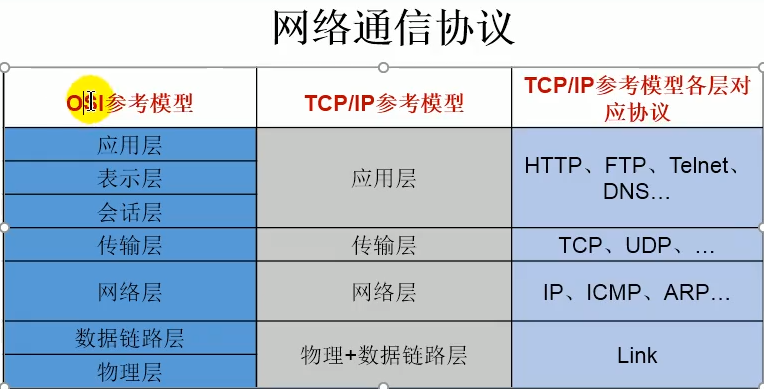 网络通信协议
OSI参考模型
TCP/IP参考模型
TCP/IP参考模型各层对
应协议
应用层
表示层
会话层
应用层
HTTP、FTP、Telnet、
DNS…
传输层
传输层
TCP、UDP、…
网络层
网络层
IP、ICMP、ARP…
数据链路层
物理层
物理+数据链路层
Link